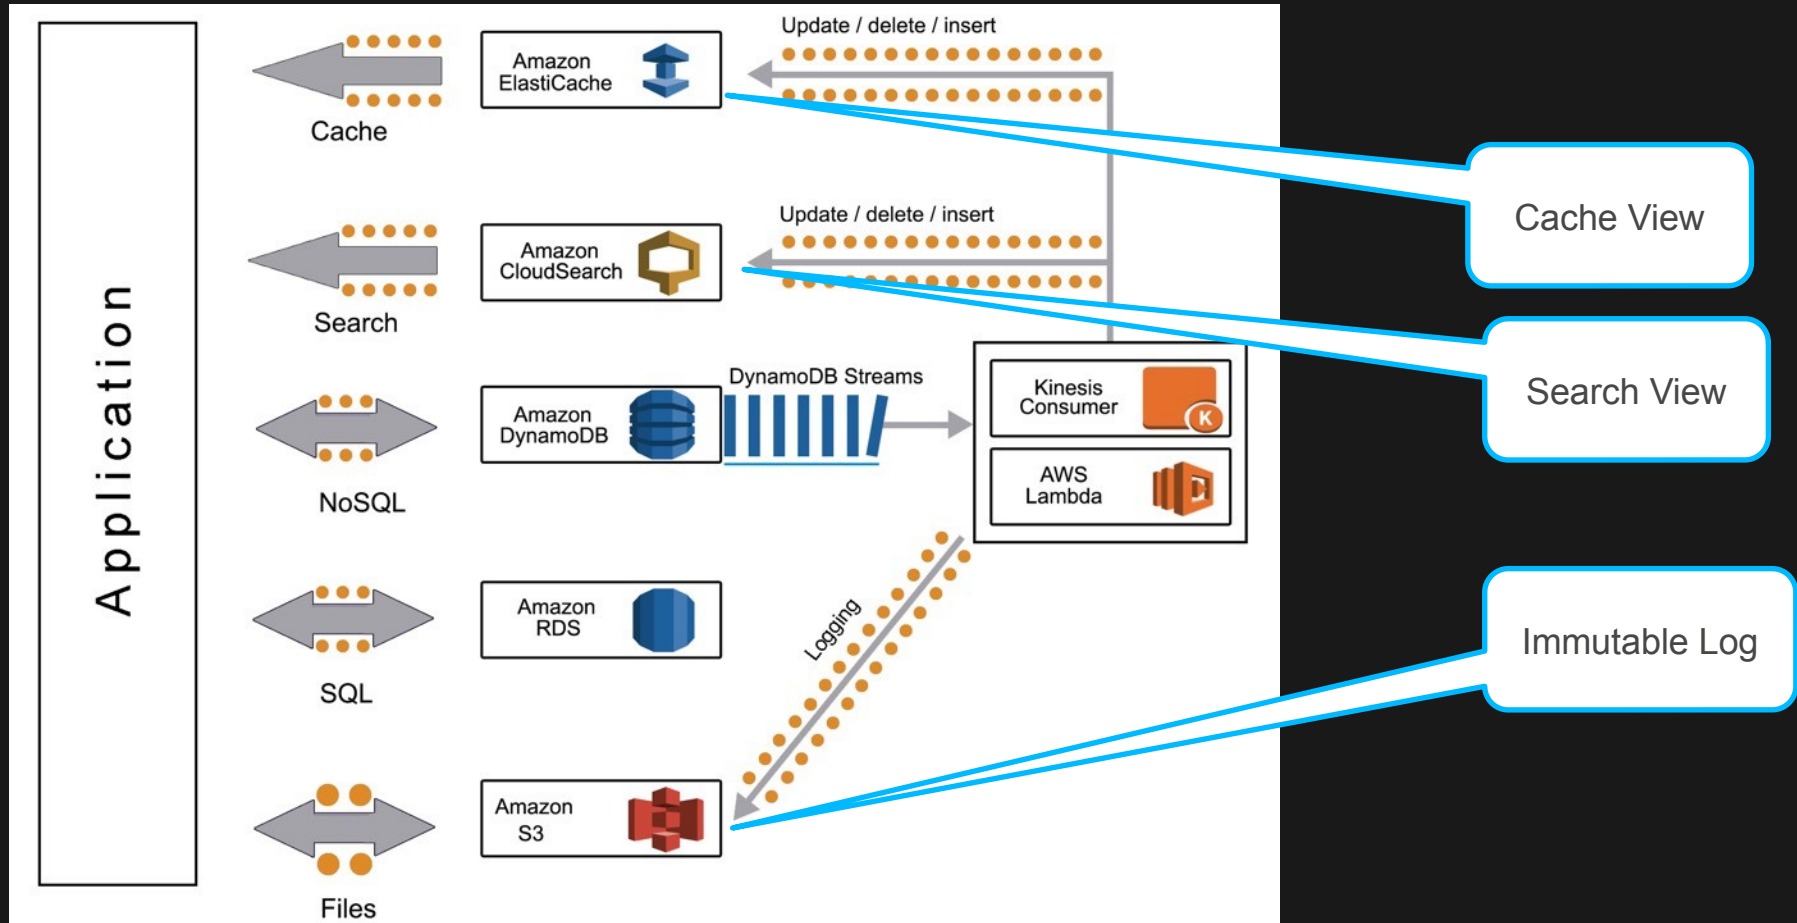 Application
Update / delete / insert
Amazon
ElastiCache
Cache
Cache View
Update / delete / insert
Amazon
CloudSearch
Search
Search View
DynamoDB Streams
Amazon
DynamoDB
NoSQL
Kinesis
Consumer
K
AWS
Lambda
Amazon
RDS
SQL
Logging
Immutable Log
Amazon
S3
Files